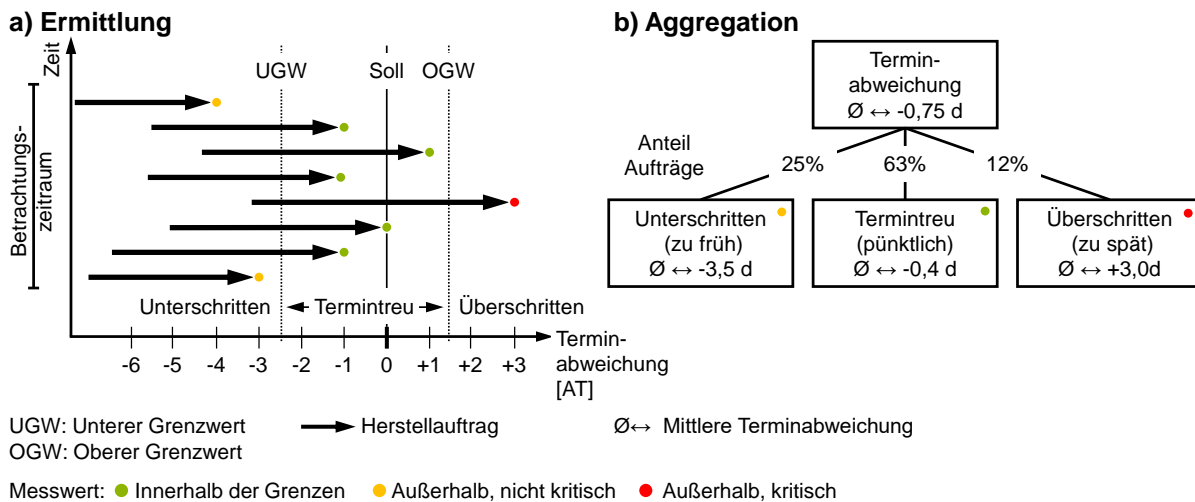 a) Ermittlung
Zeit
UGW
Soll
OGW
Betrachtungs-
zeitraum
Unterschritten
Termintreu
Überschritten
-6
-5
-4
-3
-2
-1
0
+1
+2
+3
Termin-
abweichung
[AT]
b) Aggregation
Termin-
abweichung
Ø ↔ -0,75 d
Anteil
Aufträge
25%
63%
12%
Unterschritten
(zu früh)
Ø ↔ -3,5 d
Termintreu
(pünktlich)
Ø ↔ -0,4 d
Überschritten
(zu spät)
Ø ↔ +3,0d
UGW: Unterer Grenzwert
Herstellauftrag
Ø↔ Mittlere Terminabweichung
OGW: Oberer Grenzwert
Messwert: Innerhalb der Grenzen Außerhalb, nicht kritisch Außerhalb, kritisch